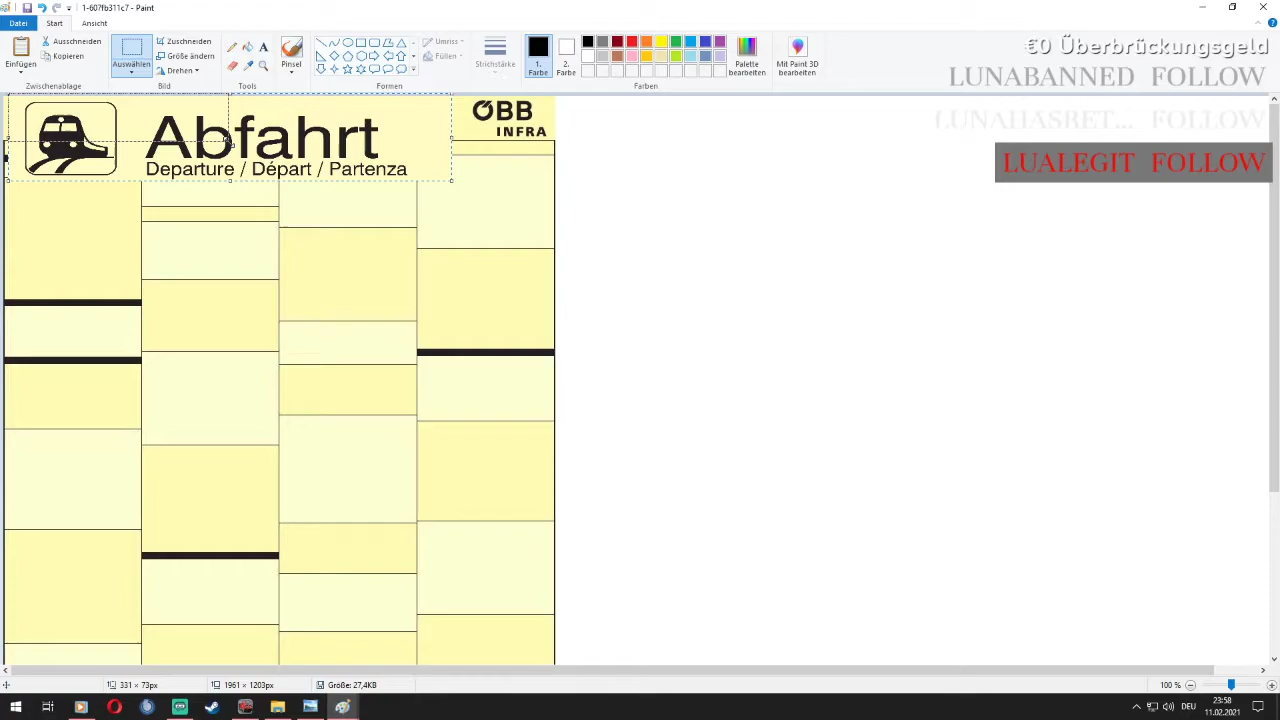 1-607fb311c7 - Paint
Datei Start Ansicht
Einfügen
Ausschneiden
Kopieren
Zwischenablage
Auswählen
Zuschneiden
Größe ändern
Drehen
Bild
A
Tools
Pinsel
Formen
Umriss
Füllen
Strichstärke
1. Farbe
2. Farbe
Palette bearbeiten
Mit Paint 3D bearbeiten
Farben
€0 Überbrückungsgeld
LUNABANNED FOLLOW
LUNAHASRET... FOLLOW
LUALEGIT FOLLOW
Abfahrt
Departure / Départ / Partenza
ÖBB
INFRA
331 × 73px
1961 × 1203px
Größe: 27,4KB
100 %
DEU
23:58
11.02.2021